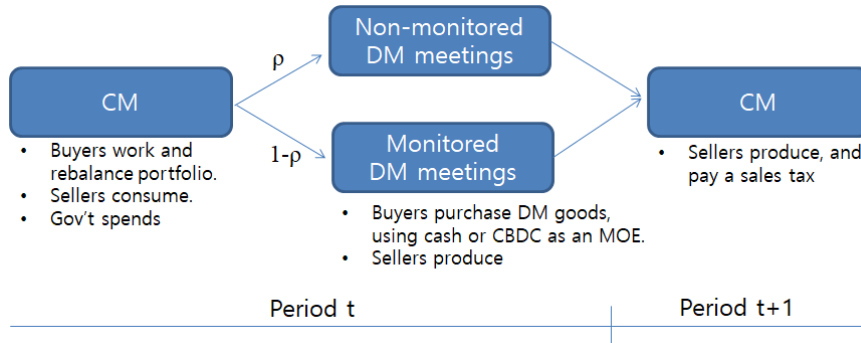 Non-monitored
DM meetings
ρ
CM
CM
1-ρ
Monitored
DM meetings
• Buyers work and
rebalance portfolio.
• Sellers consume.
• Gov't spends
• Sellers produce, and
pay a sales tax
• Buyers purchase DM goods,
using cash or CBDC as an MOE.
• Sellers produce
Period t
Period t+1